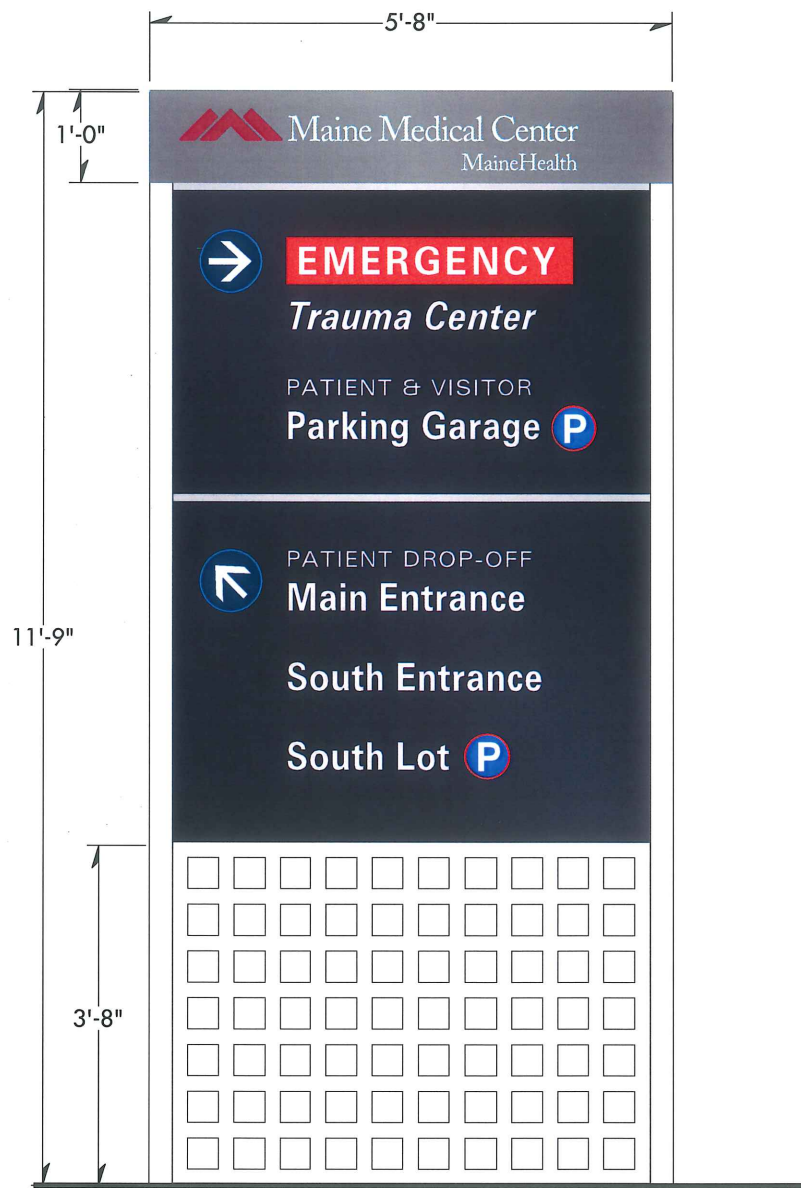 5'-8"
1'-0"
Maine Medical Center
MaineHealth
EMERGENCY
Trauma Center
PATIENT & VISITOR
Parking Garage P
11'-9"
PATIENT DROP-OFF
Main Entrance
South Entrance
South Lot P
3'-8"